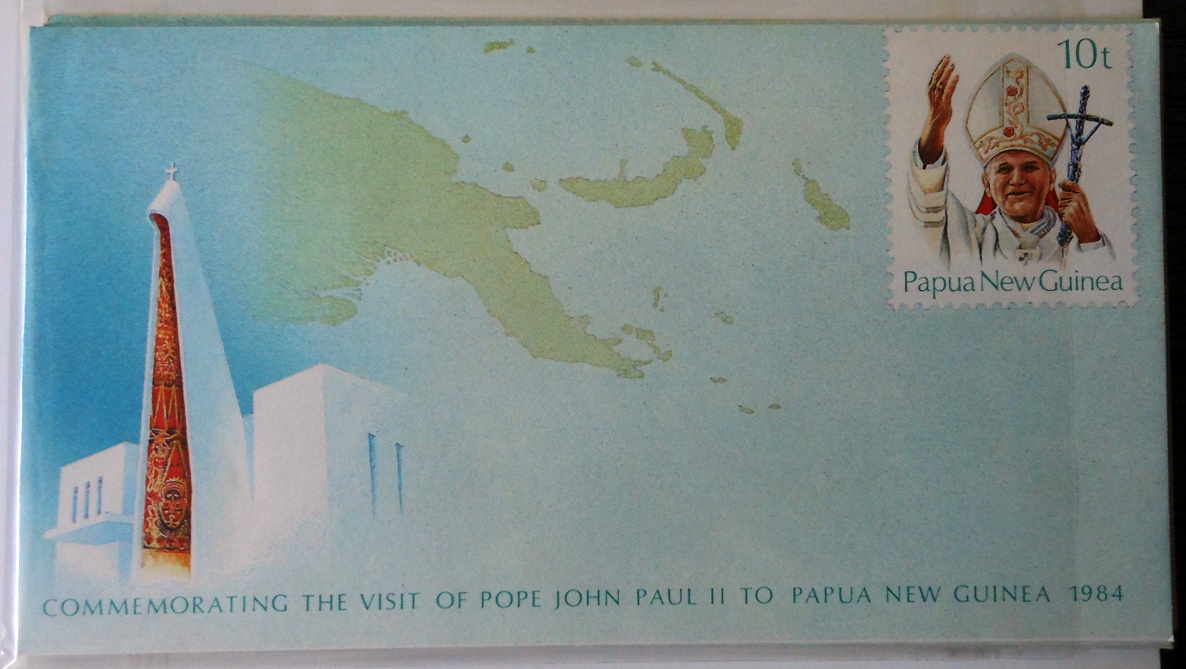 10t
Papua New Guinea
COMMEMORATING THE VISIT OF POPE JOHN PAUL II TO PAPUA NEW GUINEA 1984